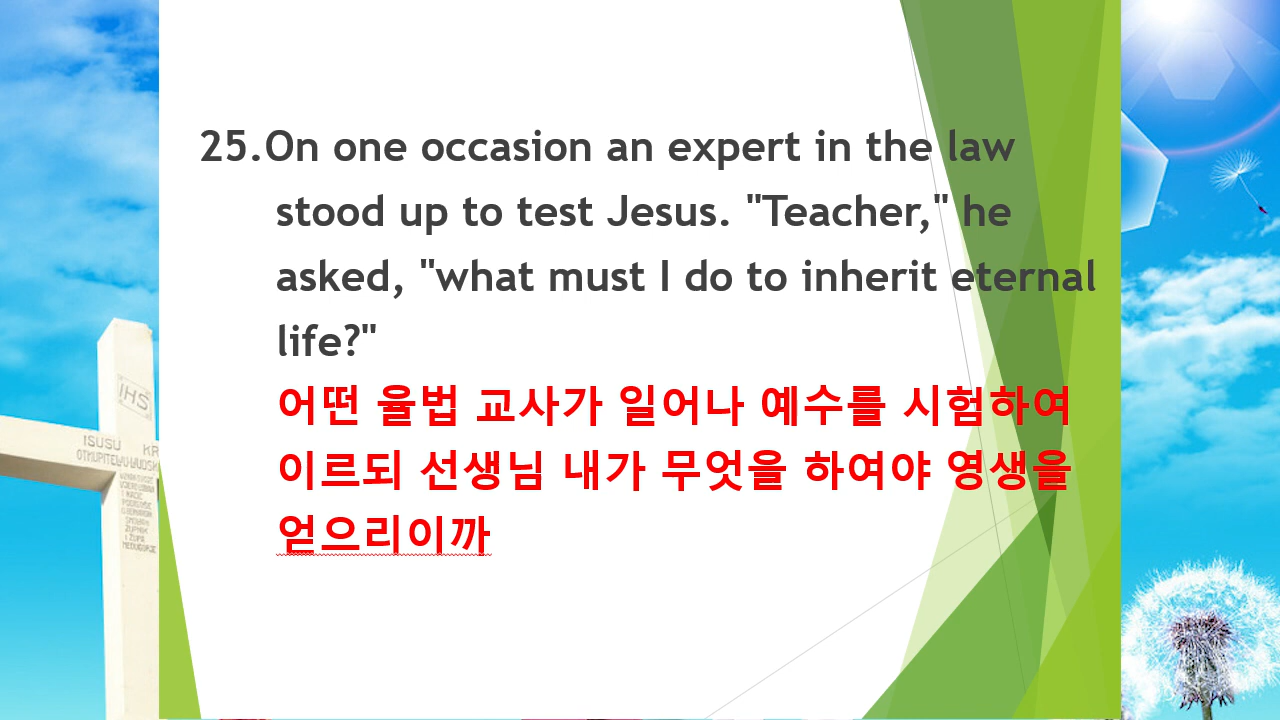 25.On one occasion an expert in the law
stood up to test Jesus. "Teacher," he
asked, "what must I do to inherit eternal
life?"
어떤 율법 교사가 일어나 예수를 시험하여
이르되 선생님 내가 무엇을 하여야 영생을
얻으리이까
IHS
ISUSU KR
OTKUPITELJU LJUDSK